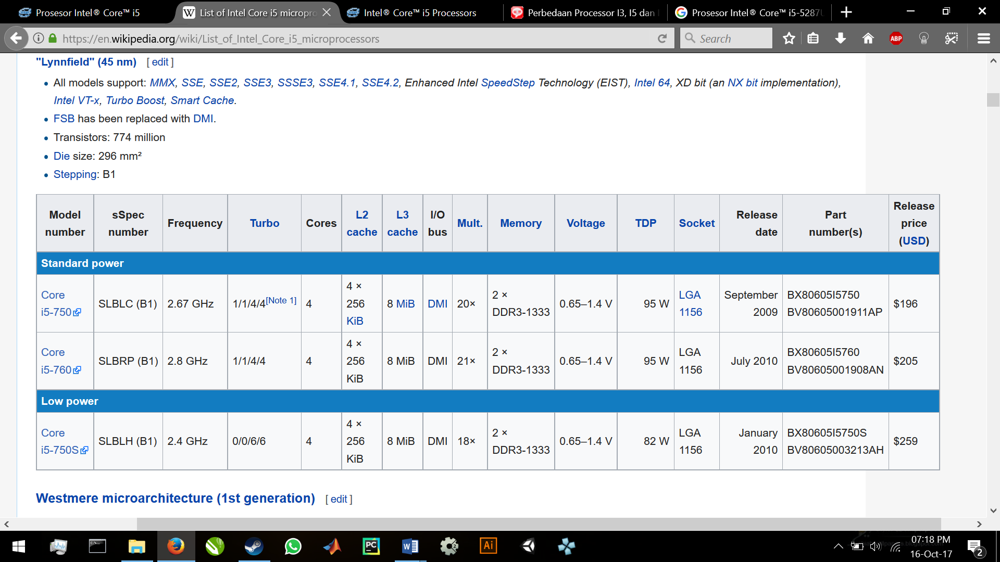 Prosesor Intel® Core™ i5
List of Intel Core i5 micropro
Intel® Core™ i5 Processors
Perbedaan Processor I3, I5 dan
Prosesor Intel® Core™ i5-5287U
https://en.wikipedia.org/wiki/List_of_Intel_Core_i5_microprocessors
Search
ABP
"Lynnfield" (45 nm) [ edit ]
All models support: MMX, SSE, SSE2, SSE3, SSSE3, SSE4.1, SSE4.2, Enhanced Intel SpeedStep Technology (EIST), Intel 64, XD bit (an NX bit implementation),
Intel VT-x, Turbo Boost, Smart Cache.
FSB has been replaced with DMI.
Transistors: 774 million
Die size: 296 mm²
Stepping: B1
Model number sSpec number Frequency Turbo Cores L2 cache L3 cache I/O bus Mult. Memory Voltage TDP Socket Release date Part number(s) Release price (USD)
Standard power
Core i5-750 SLBLC (B1) 2.67 GHz 1/1/4/4[Note 1] 4 4 × 256 KiB 8 MiB DMI 20× 2 × DDR3-1333 0.65–1.4 V 95 W LGA 1156 September 2009 BX80605I5750 BV80605001911AP $196
Core i5-760 SLBRP (B1) 2.8 GHz 1/1/4/4 4 4 × 256 KiB 8 MiB DMI 21× 2 × DDR3-1333 0.65–1.4 V 95 W LGA 1156 July 2010 BX80605I5760 BV80605001908AN $205
Low power
Core i5-750S SLBLH (B1) 2.4 GHz 0/0/6/6 4 4 × 256 KiB 8 MiB DMI 18× 2 × DDR3-1333 0.65–1.4 V 82 W LGA 1156 January 2010 BX80605I5750S BV80605003213AH $259
Westmere microarchitecture (1st generation) [ edit ]
PC
Ai
07:18 PM
16-Oct-17
2